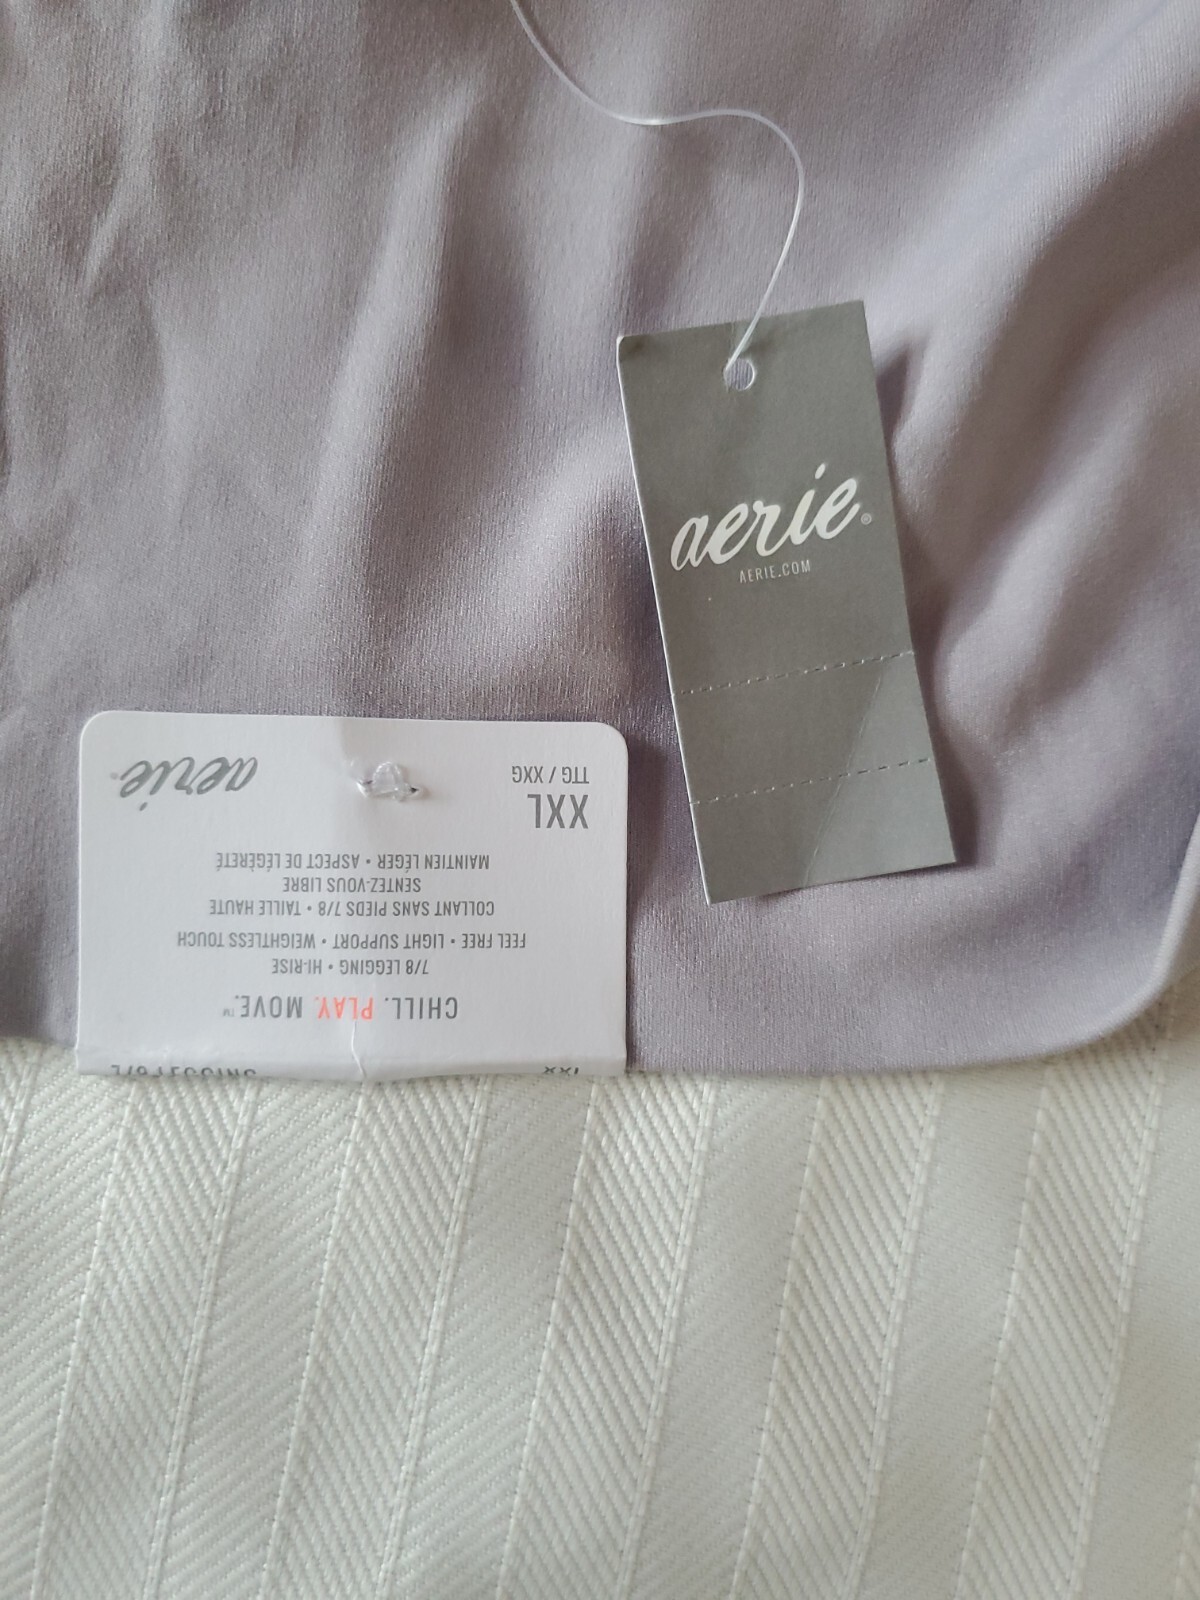 aerie®
AERIE.COM
CHILL. PLAY. MOVE.™
7/8 LEGGING • HI-RISE
FEEL FREE • LIGHT SUPPORT • WEIGHTLESS TOUCH
COLLANT SANS PIEDS 7/8 • TAILLE HAUTE
SENTEZ-VOUS LIBRE
MAINTIEN LÉGER • ASPECT DE LÉGÈRETÉ
XXL
TTG / XXG
aerie®